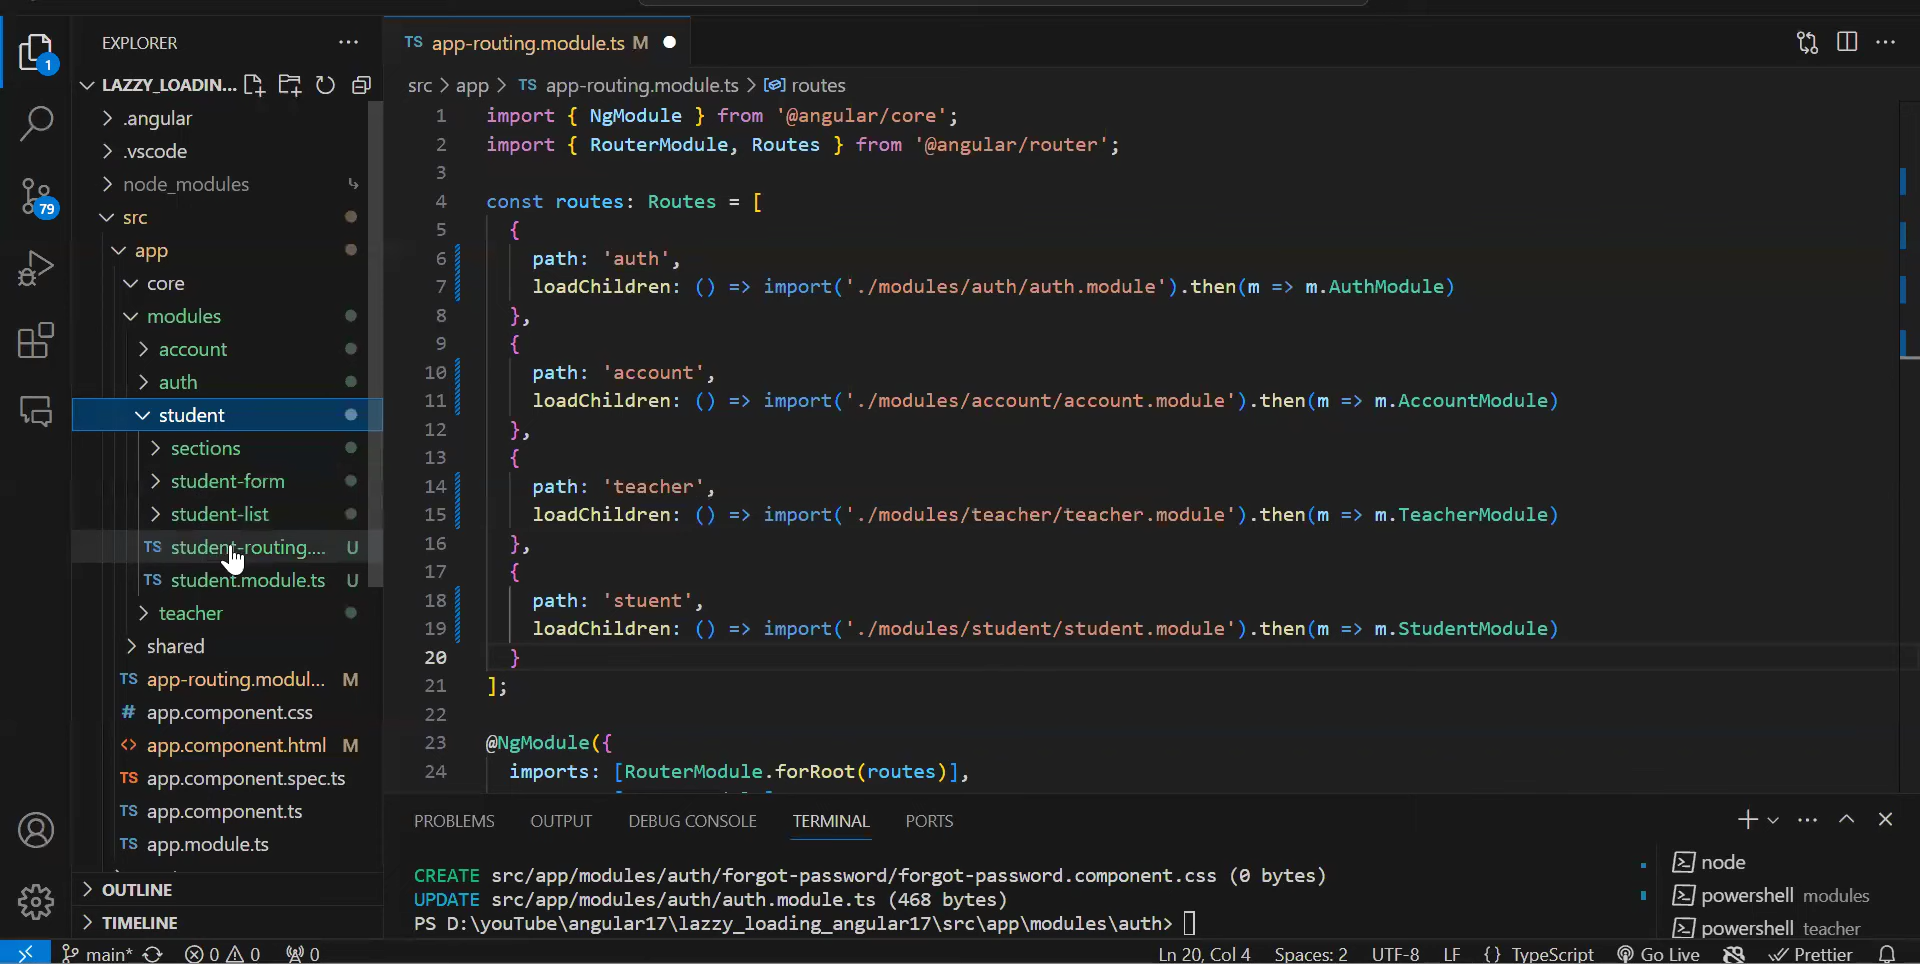 EXPLORER
LAZZY_LOADIN...
.angular
.vscode
node_modules
src
app
core
modules
account
auth
student
sections
student-form
student-list
TS student-routing.... U
TS student.module.ts U
teacher
shared
TS app-routing.modul... M
# app.component.css
<> app.component.html M
TS app.component.spec.ts
TS app.component.ts
TS app.module.ts
OUTLINE
TIMELINE
1
79
TS app-routing.module.ts M
src > app > TS app-routing.module.ts > routes
1 import { NgModule } from '@angular/core';
2 import { RouterModule, Routes } from '@angular/router';
3
4 const routes: Routes = [
5 {
6 path: 'auth',
7 loadChildren: () => import('./modules/auth/auth.module').then(m => m.AuthModule)
8 },
9 {
10 path: 'account',
11 loadChildren: () => import('./modules/account/account.module').then(m => m.AccountModule)
12 },
13 {
14 path: 'teacher',
15 loadChildren: () => import('./modules/teacher/teacher.module').then(m => m.TeacherModule)
16 },
17 {
18 path: 'stuent',
19 loadChildren: () => import('./modules/student/student.module').then(m => m.StudentModule)
20 }
21 ];
22
23 @NgModule({
24 imports: [RouterModule.forRoot(routes)],
PROBLEMS OUTPUT DEBUG CONSOLE TERMINAL PORTS
CREATE src/app/modules/auth/forgot-password/forgot-password.component.css (0 bytes)
UPDATE src/app/modules/auth/auth.module.ts (468 bytes)
PS D:\youTube\angular17\lazzy_loading_angular17\src\app\modules\auth>
node
powershell modules
powershell teacher
main* 0 0 0 Ln 20, Col 4 Spaces: 2 UTF-8 LF {} TypeScript Go Live Prettier